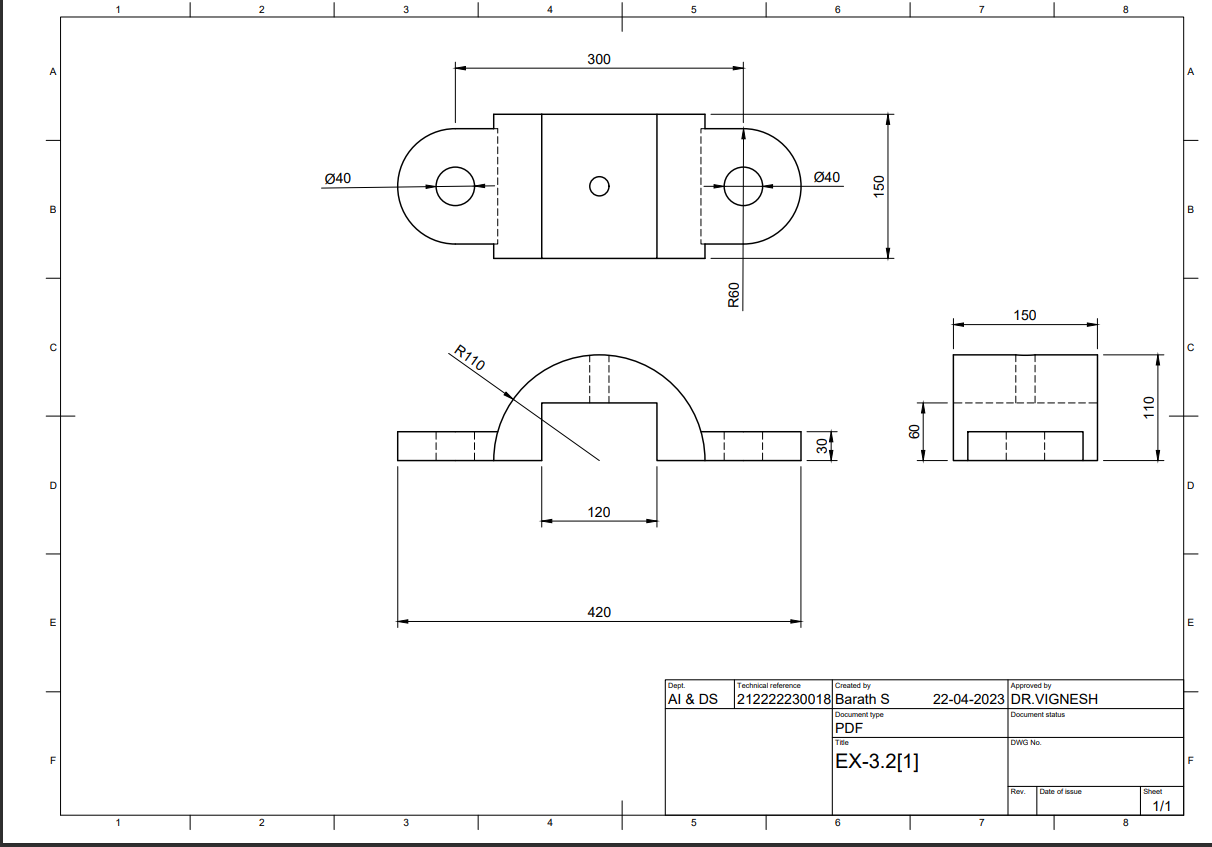 1 2 3 4 5 6 7 8
A A
300
Ø40 Ø40
150
B B
R60
150
C C
R110
110
60
30
D D
120
420
E E
Dept. Technical reference Created by Approved by
AI & DS 212222230018 Barath S 22-04-2023 DR.VIGNESH
Document type Document status
PDF
Title DWG No.
EX-3.2[1]
F F
Rev. Date of issue Sheet
1/1
1 2 3 4 5 6 7 8